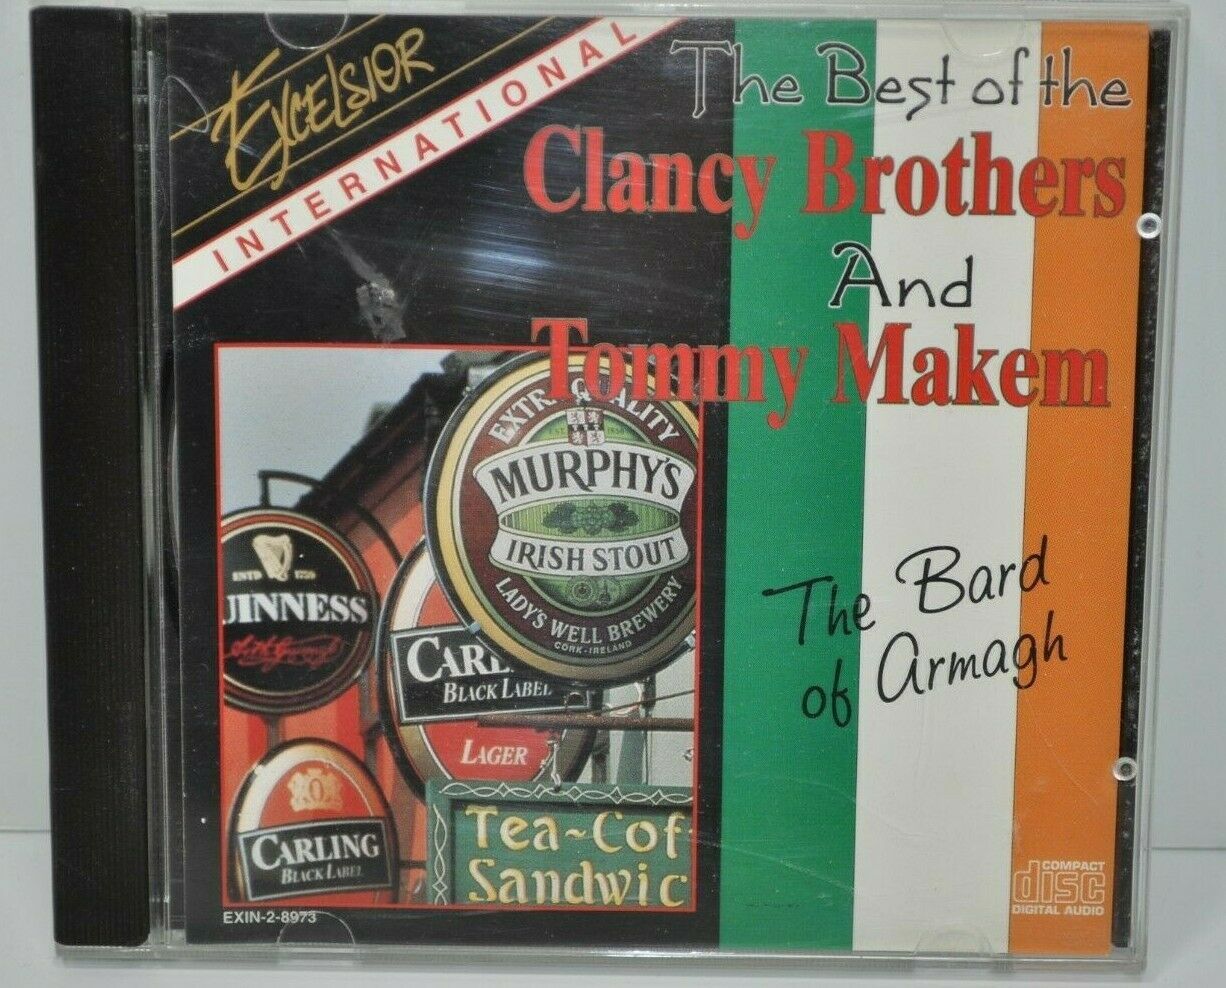 EXCELSIOR
INTERNATIONAL
The Best of the
Clancy Brothers
And
Tommy Makem
The Bard
of Armagh
EXTRA QUALITY
MURPHY'S
IRISH STOUT
LADY'S WELL BREWERY
CORK-IRELAND
ESTD 1759
UINNESS
CARL
BLACK LABEL
LAGER
CARLING
BLACK LABEL
Tea~Cof
Sandwic
EXIN-2-8973
COMPACT
disc
DIGITAL AUDIO